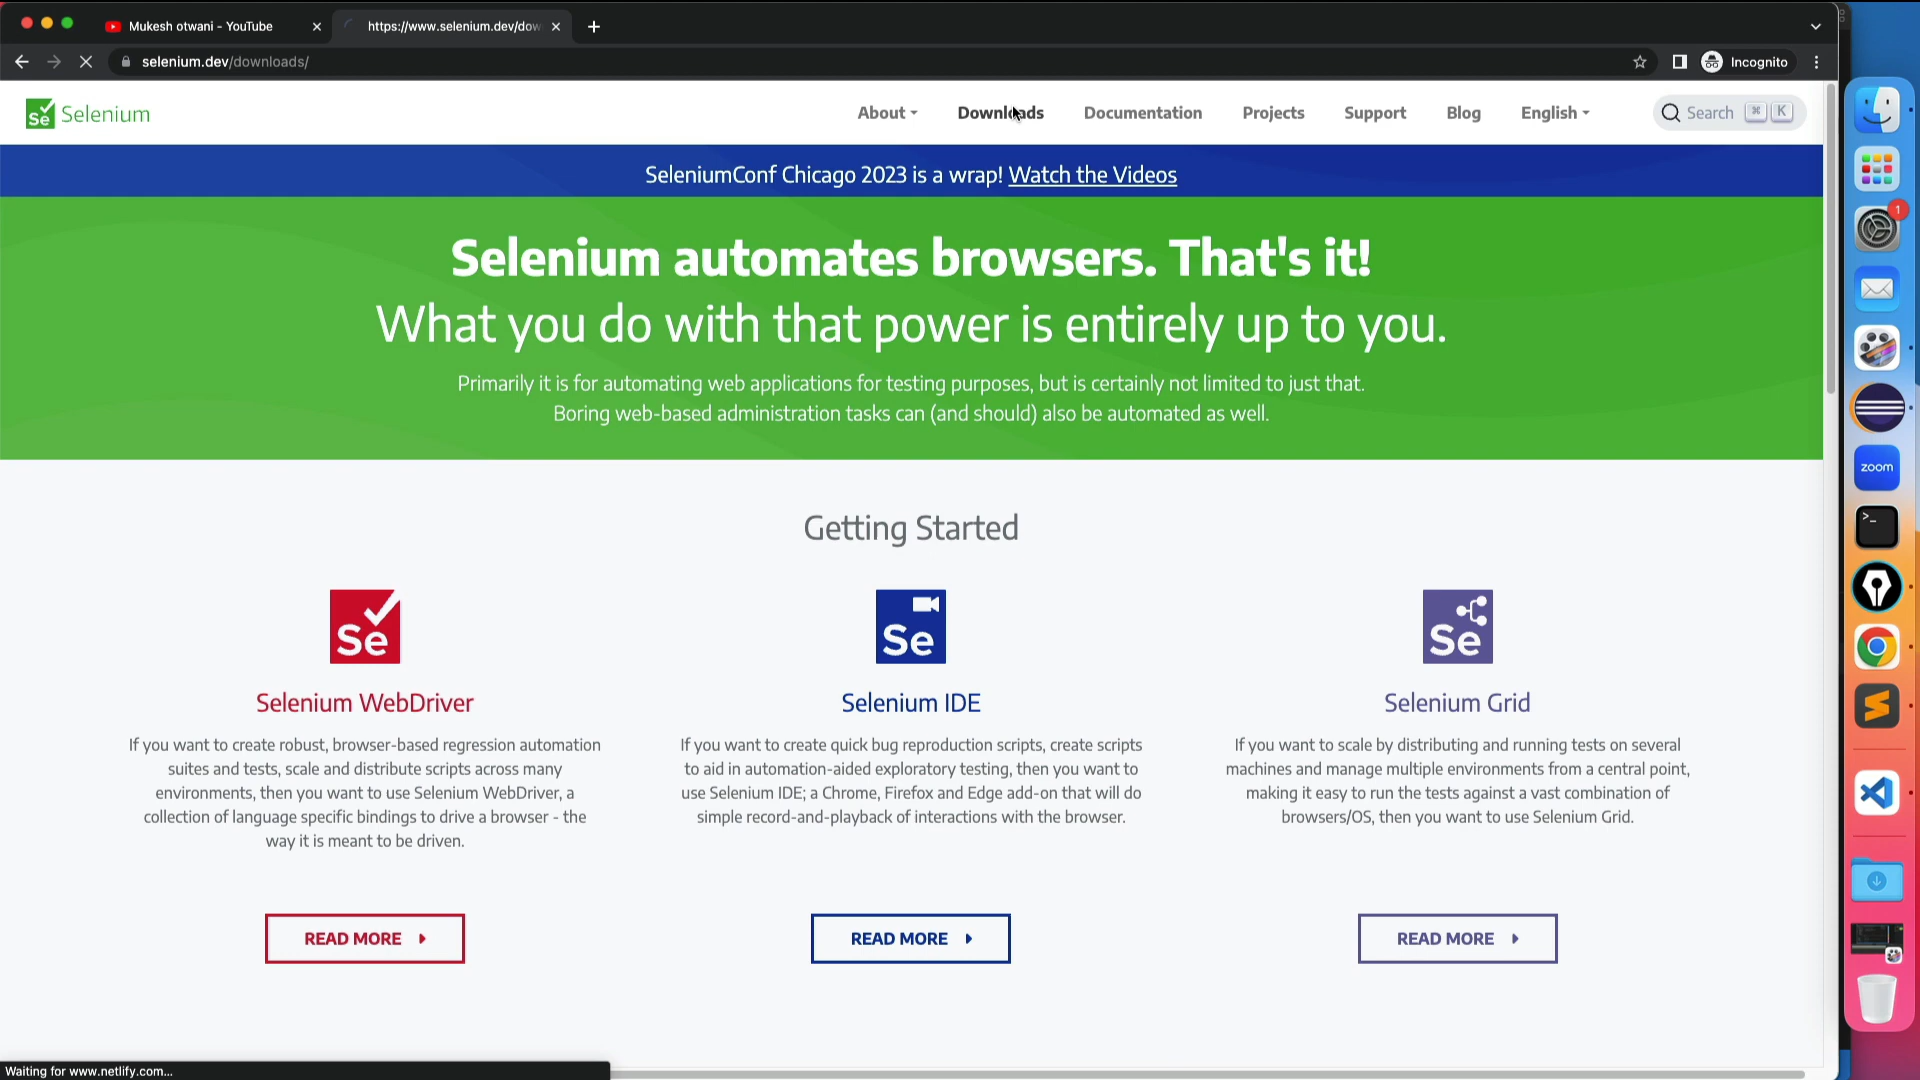 Mukesh otwani - YouTube
https://www.selenium.dev/dow
selenium.dev/downloads/
Incognito
Se Selenium
About
Downloads
Documentation
Projects
Support
Blog
English
Search ⌘ K
SeleniumConf Chicago 2023 is a wrap! Watch the Videos
Selenium automates browsers. That's it!
What you do with that power is entirely up to you.
Primarily it is for automating web applications for testing purposes, but is certainly not limited to just that.
Boring web-based administration tasks can (and should) also be automated as well.
Getting Started
Se
Selenium WebDriver
If you want to create robust, browser-based regression automation
suites and tests, scale and distribute scripts across many
environments, then you want to use Selenium WebDriver, a
collection of language specific bindings to drive a browser - the
way it is meant to be driven.
READ MORE
Se
Selenium IDE
If you want to create quick bug reproduction scripts, create scripts
to aid in automation-aided exploratory testing, then you want to
use Selenium IDE; a Chrome, Firefox and Edge add-on that will do
simple record-and-playback of interactions with the browser.
READ MORE
Se
Selenium Grid
If you want to scale by distributing and running tests on several
machines and manage multiple environments from a central point,
making it easy to run the tests against a vast combination of
browsers/OS, then you want to use Selenium Grid.
READ MORE
1
zoom
>_
Waiting for www.netlify.com...